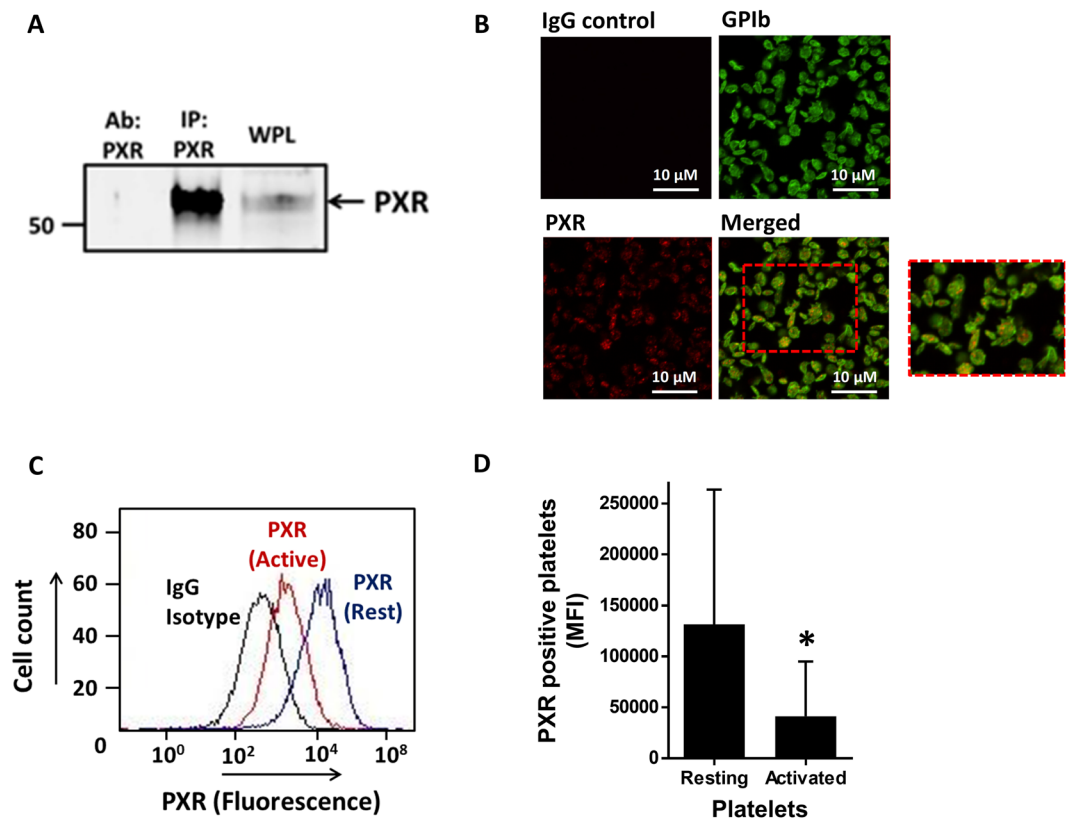 A
Ab:
PXR
IP:
PXR
WPL
50
PXR
B
IgG control
10 µM
GPIb
10 µM
PXR
10 µM
Merged
10 µM
C
Cell count
80
60
40
20
0
IgG
Isotype
PXR
(Active)
PXR
(Rest)
10^0
10^2
10^4
10^8
PXR (Fluorescence)
D
PXR positive platelets
(MFI)
250000
200000
150000
100000
50000
0
*
Resting
Activated
Platelets